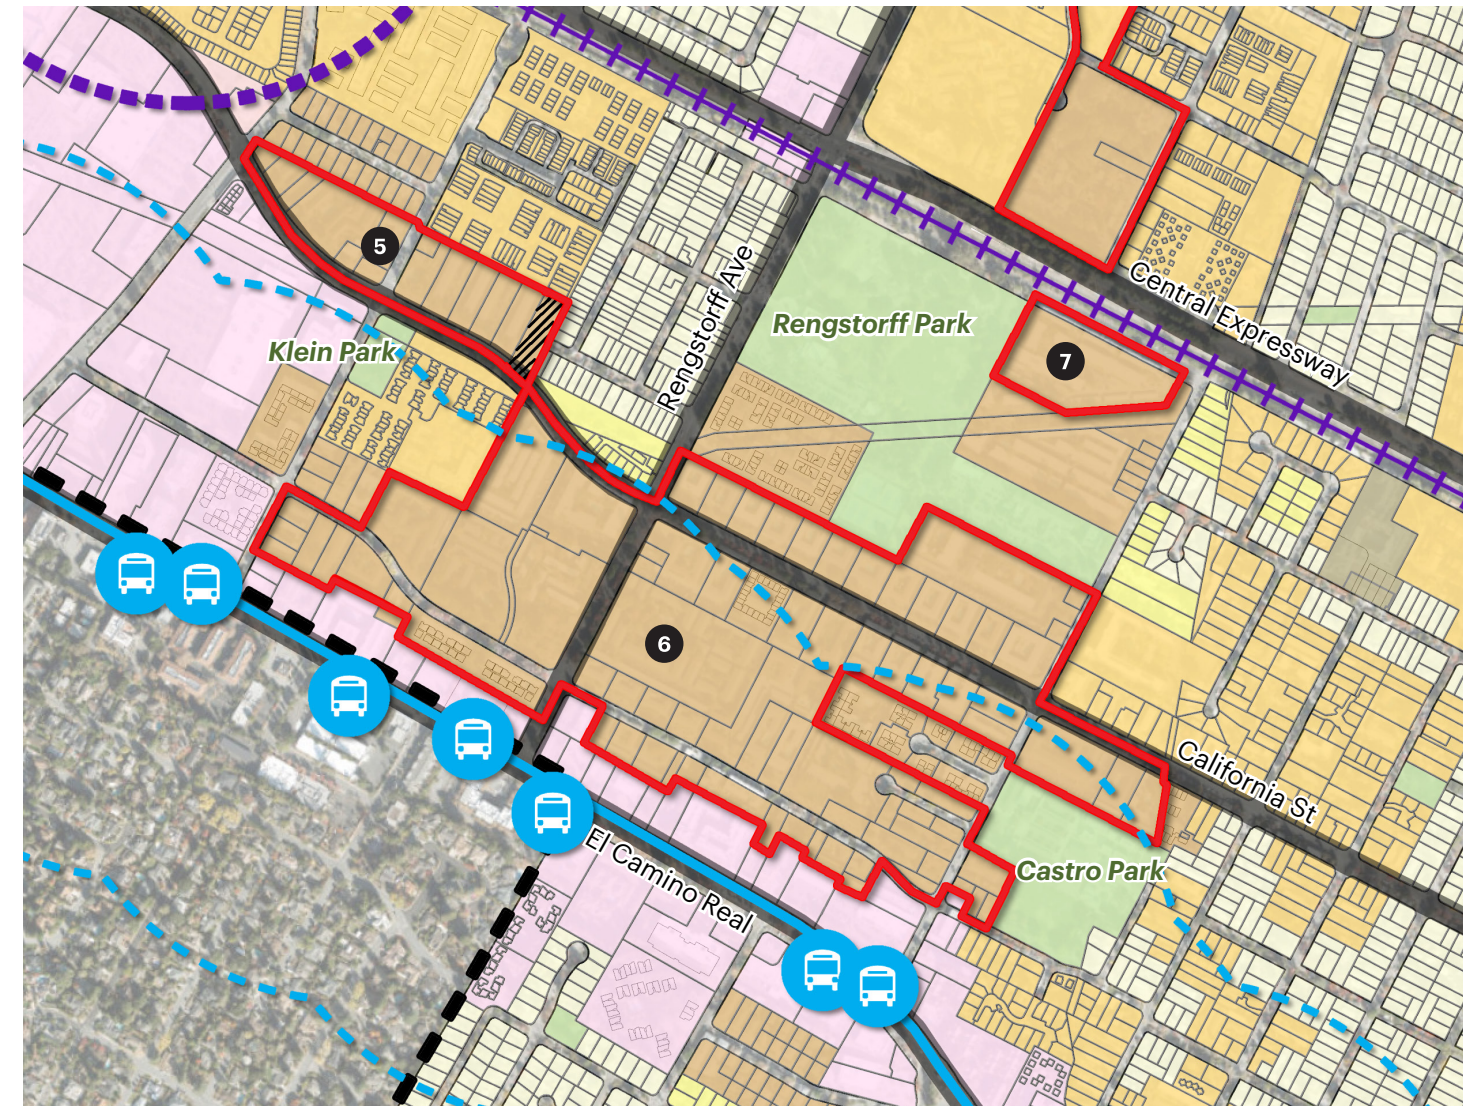 5
Rengstorff Ave
Rengstorff Park
Central Expressway
Klein Park
7
6
California St
El Camino Real
Castro Park